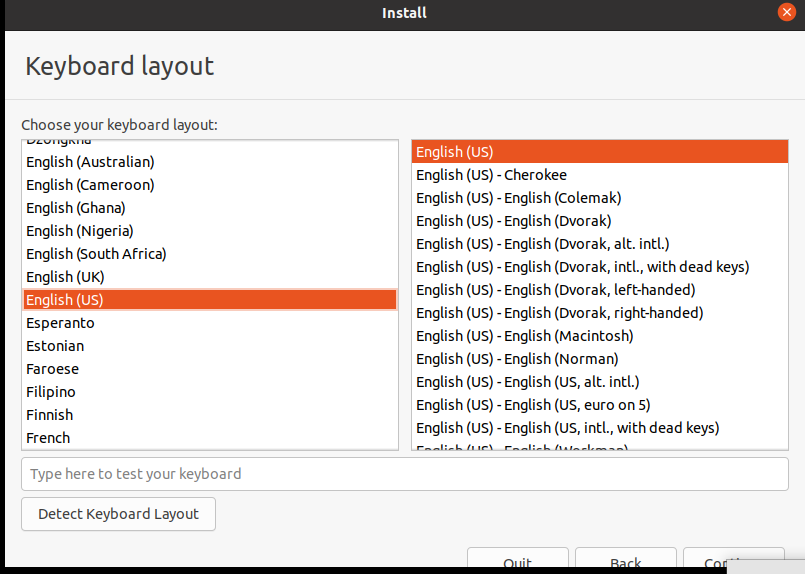 Install
Keyboard layout
Choose your keyboard layout:
Dzongkha
English (Australian)
English (Cameroon)
English (Ghana)
English (Nigeria)
English (South Africa)
English (UK)
English (US)
Esperanto
Estonian
Faroese
Filipino
Finnish
French
English (US)
English (US) - Cherokee
English (US) - English (Colemak)
English (US) - English (Dvorak)
English (US) - English (Dvorak, alt. intl.)
English (US) - English (Dvorak, intl., with dead keys)
English (US) - English (Dvorak, left-handed)
English (US) - English (Dvorak, right-handed)
English (US) - English (Macintosh)
English (US) - English (Norman)
English (US) - English (US, alt. intl.)
English (US) - English (US, euro on 5)
English (US) - English (US, intl., with dead keys)
English (US) - English (Workman)
Type here to test your keyboard
Detect Keyboard Layout
Quit
Back